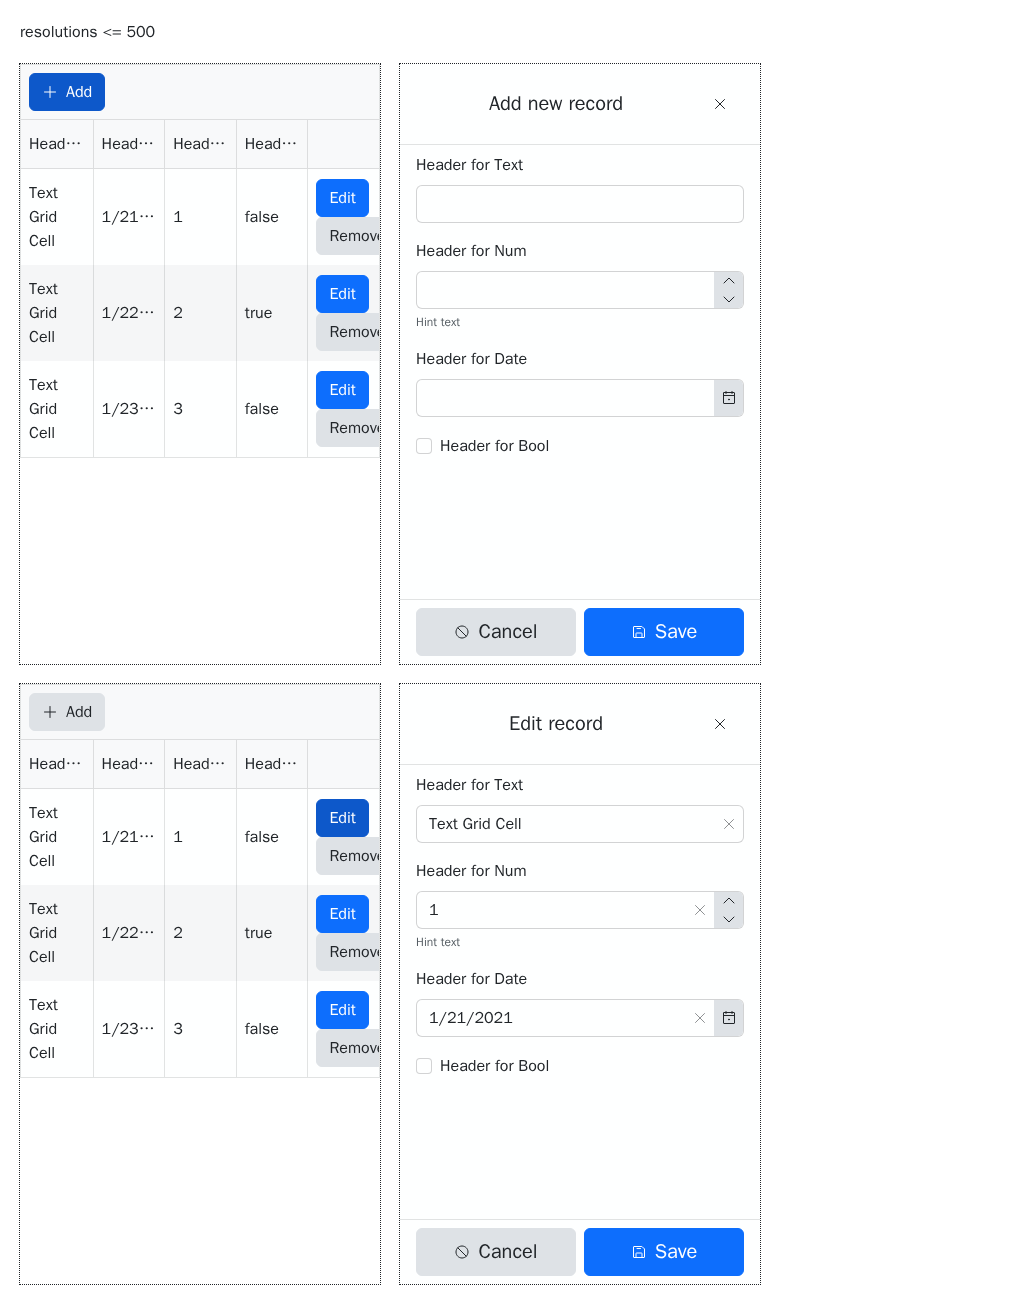 resolutions <= 500
Add
Head… Head… Head… Head…
Text Grid Cell 1/21… 1 false Edit Remove
Text Grid Cell 1/22… 2 true Edit Remove
Text Grid Cell 1/23… 3 false Edit Remove
Add new record
Header for Text
Header for Num
Hint text
Header for Date
Header for Bool
Cancel Save
Add
Head… Head… Head… Head…
Text Grid Cell 1/21… 1 false Edit Remove
Text Grid Cell 1/22… 2 true Edit Remove
Text Grid Cell 1/23… 3 false Edit Remove
Edit record
Header for Text
Text Grid Cell
Header for Num
1
Hint text
Header for Date
1/21/2021
Header for Bool
Cancel Save